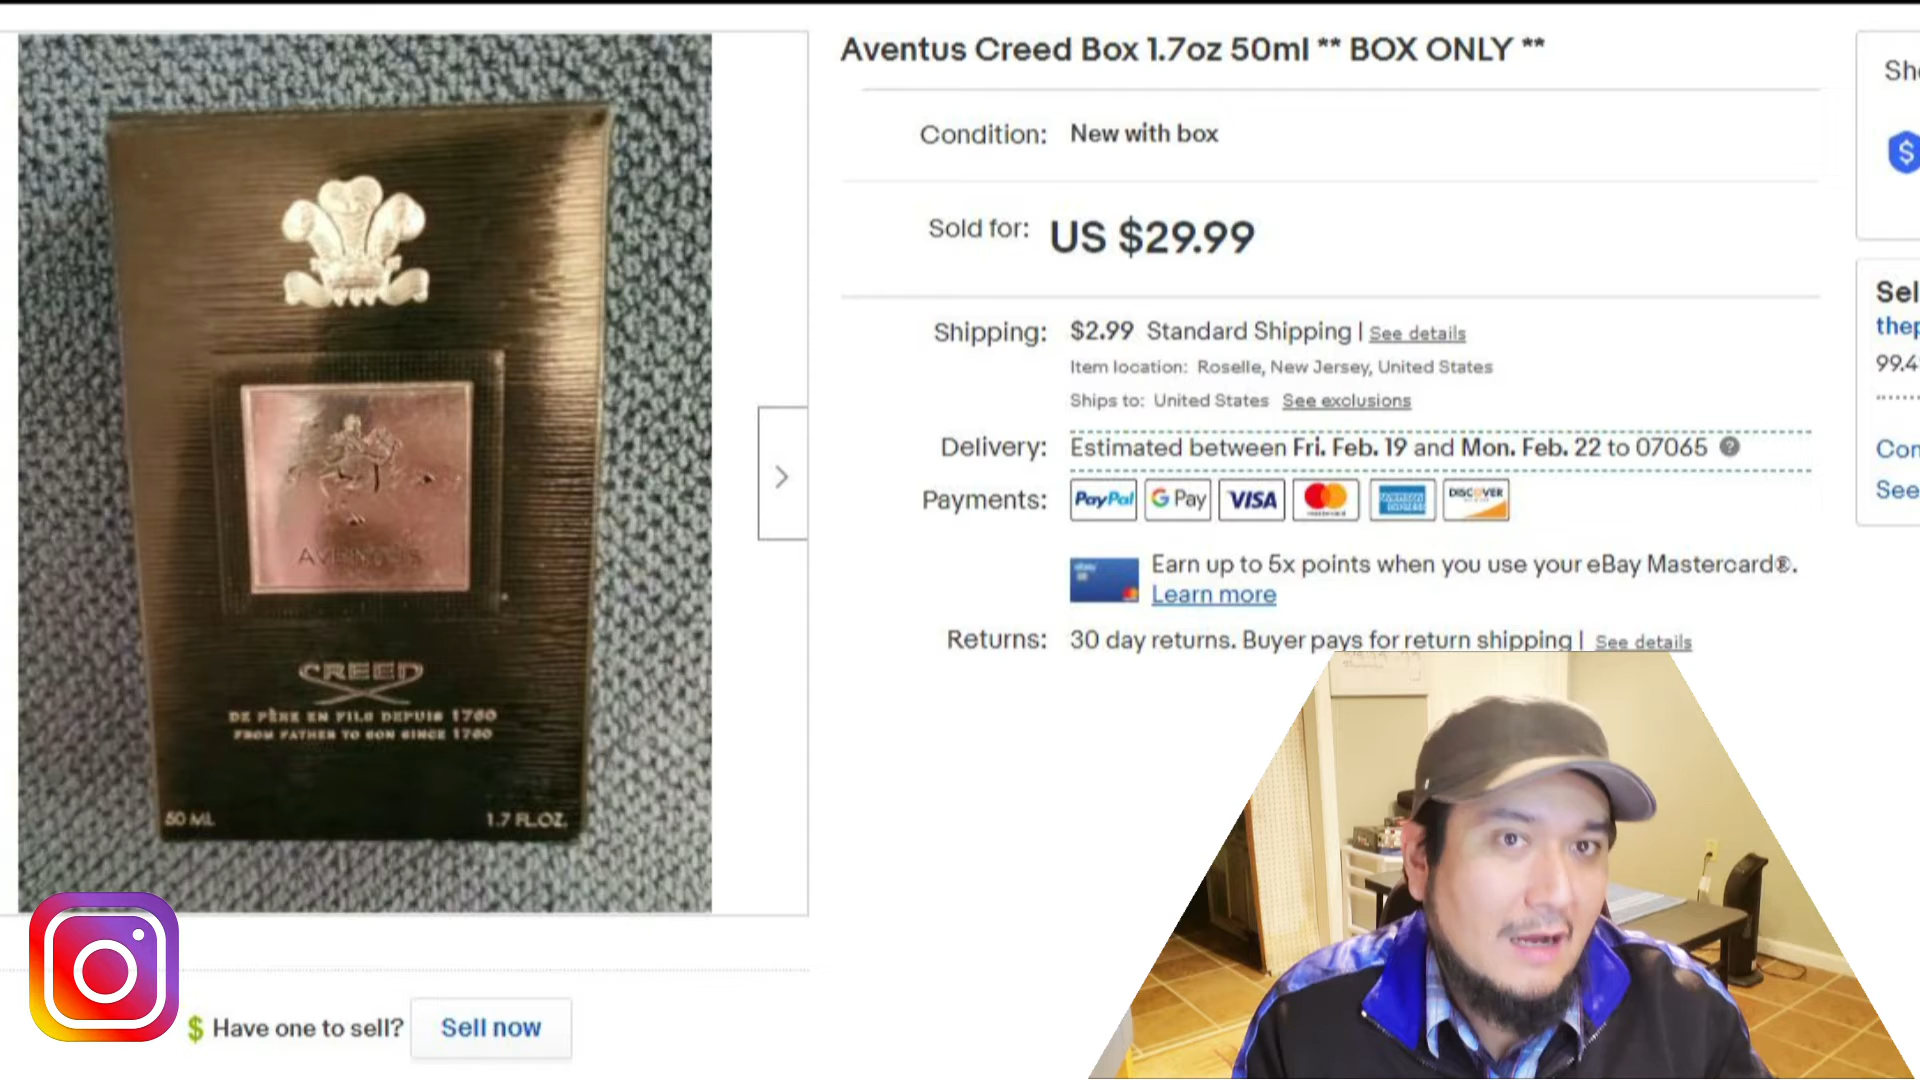 Aventus Creed Box 1.7oz 50ml ** BOX ONLY **
Condition: New with box
Sold for: US $29.99
Shipping: $2.99 Standard Shipping | See details
Item location: Roselle, New Jersey, United States
Ships to: United States See exclusions
Delivery: Estimated between Fri. Feb. 19 and Mon. Feb. 22 to 07065
Payments: PayPal G Pay VISA DISCOVER
Earn up to 5x points when you use your eBay Mastercard®.
Learn more
Returns: 30 day returns. Buyer pays for return shipping | See details
AVENTUS
CREED
DE PÈRE EN FILS DEPUIS 1760
FROM FATHER TO SON SINCE 1760
50 ML 1.7 FL.OZ.
$ Have one to sell? Sell now
$
99.4
See